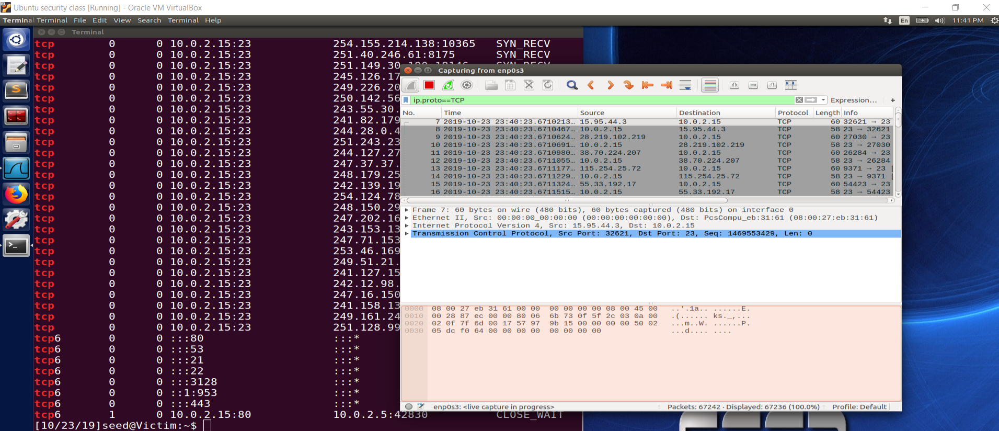 Ubuntu security class [Running] - Oracle VM VirtualBox
Termina Terminal File Edit View Search Terminal Help
En 11:41 PM
Terminal
tcp 0 0 10.0.2.15:23 254.155.214.138:10365 SYN_RECV
tcp 0 0 10.0.2.15:23 251.40.246.61:8175 SYN_RECV
tcp 0 0 10.0.2.15:23 251.149.30.190:18146 SYN_RECV
tcp 0 0 10.0.2.15:23 245.126.17
tcp 0 0 10.0.2.15:23 249.226.20
tcp 0 0 10.0.2.15:23 250.142.56
tcp 0 0 10.0.2.15:23 243.55.30.
tcp 0 0 10.0.2.15:23 241.82.179
tcp 0 0 10.0.2.15:23 244.28.0.4
tcp 0 0 10.0.2.15:23 251.243.23
tcp 0 0 10.0.2.15:23 244.127.27
tcp 0 0 10.0.2.15:23 247.37.37.
tcp 0 0 10.0.2.15:23 248.179.25
tcp 0 0 10.0.2.15:23 242.139.19
tcp 0 0 10.0.2.15:23 254.124.78
tcp 0 0 10.0.2.15:23 248.150.29
tcp 0 0 10.0.2.15:23 247.202.16
tcp 0 0 10.0.2.15:23 243.153.13
tcp 0 0 10.0.2.15:23 247.71.153
tcp 0 0 10.0.2.15:23 253.46.169
tcp 0 0 10.0.2.15:23 249.51.21.
tcp 0 0 10.0.2.15:23 241.127.15
tcp 0 0 10.0.2.15:23 242.12.98.
tcp 0 0 10.0.2.15:23 247.16.150
tcp 0 0 10.0.2.15:23 241.158.13
tcp 0 0 10.0.2.15:23 249.161.24
tcp 0 0 10.0.2.15:23 251.128.99
tcp6 0 0 :::80 :::*
tcp6 0 0 :::53 :::*
tcp6 0 0 :::21 :::*
tcp6 0 0 :::22 :::*
tcp6 0 0 :::3128 :::*
tcp6 0 0 ::1:953 :::*
tcp6 0 0 :::443 :::*
tcp6 1 0 10.0.2.15:80 10.0.2.5:42830 CLOSE_WAIT
[10/23/19]seed@Victim:~$
Capturing from enp0s3
ip.proto==TCP Expression... +
No. Time Source Destination Protocol Length Info
7 2019-10-23 23:40:23.6710213... 15.95.44.3 10.0.2.15 TCP 60 32621 → 23
8 2019-10-23 23:40:23.6710467... 10.0.2.15 15.95.44.3 TCP 58 23 → 32621
9 2019-10-23 23:40:23.6710624... 28.219.102.219 10.0.2.15 TCP 60 27030 → 23
10 2019-10-23 23:40:23.6710691... 10.0.2.15 28.219.102.219 TCP 58 23 → 27030
11 2019-10-23 23:40:23.6710980... 38.70.224.207 10.0.2.15 TCP 60 26284 → 23
12 2019-10-23 23:40:23.6711055... 10.0.2.15 38.70.224.207 TCP 58 23 → 26284
13 2019-10-23 23:40:23.6711177... 115.254.25.72 10.0.2.15 TCP 60 9371 → 23 [
14 2019-10-23 23:40:23.6711229... 10.0.2.15 115.254.25.72 TCP 58 23 → 9371 [
15 2019-10-23 23:40:23.6711324... 55.33.192.17 10.0.2.15 TCP 60 54423 → 23
16 2019-10-23 23:40:23.6711515... 10.0.2.15 55.33.192.17 TCP 58 23 → 54423
Frame 7: 60 bytes on wire (480 bits), 60 bytes captured (480 bits) on interface 0
Ethernet II, Src: 00:00:00_00:00:00 (00:00:00:00:00:00), Dst: PcsCompu_eb:31:61 (08:00:27:eb:31:61)
Internet Protocol Version 4, Src: 15.95.44.3, Dst: 10.0.2.15
Transmission Control Protocol, Src Port: 32621, Dst Port: 23, Seq: 1469553429, Len: 0
0000 08 00 27 eb 31 61 00 00 00 00 00 00 08 00 45 00 ..'.1a.. ......E.
0010 00 28 87 ec 00 00 80 06 6b 73 0f 5f 2c 03 0a 00 .(...... ks._,...
0020 02 0f 7f 6d 00 17 57 97 9b 15 00 00 00 00 50 02 ...m..W. ......P.
0030 05 dc f0 64 00 00 00 00 00 00 00 00 ...d.... ....
enp0s3: <live capture in progress> Packets: 67242 · Displayed: 67236 (100.0%) Profile: Default